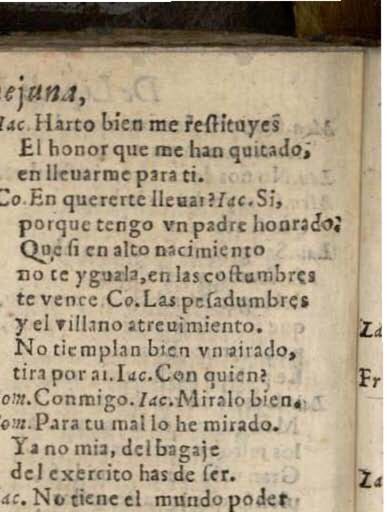 ejuna,
Iac. Harto bien me reſtituyes
El honor que me han quitado,
en lleuarme para ti.
Co. En quererte lleuar? Iac. Si,
porque tengo vn padre honrado,
Que ſi en alto nacimiento
no te yguala, en las coſtumbres
te vence. Co. Las peſadumbres
y el villano atreuimiento.
No tiemplan bien vn airado,
tira por ai. Iac. Con quien?
om. Conmigo. Iac. Miralo bien.
om. Para tu mal lo he mirado.
Ya no mia, del bagaje
del exercito has de ſer.
ac. No tiene el mundo poder
La
Fr
La